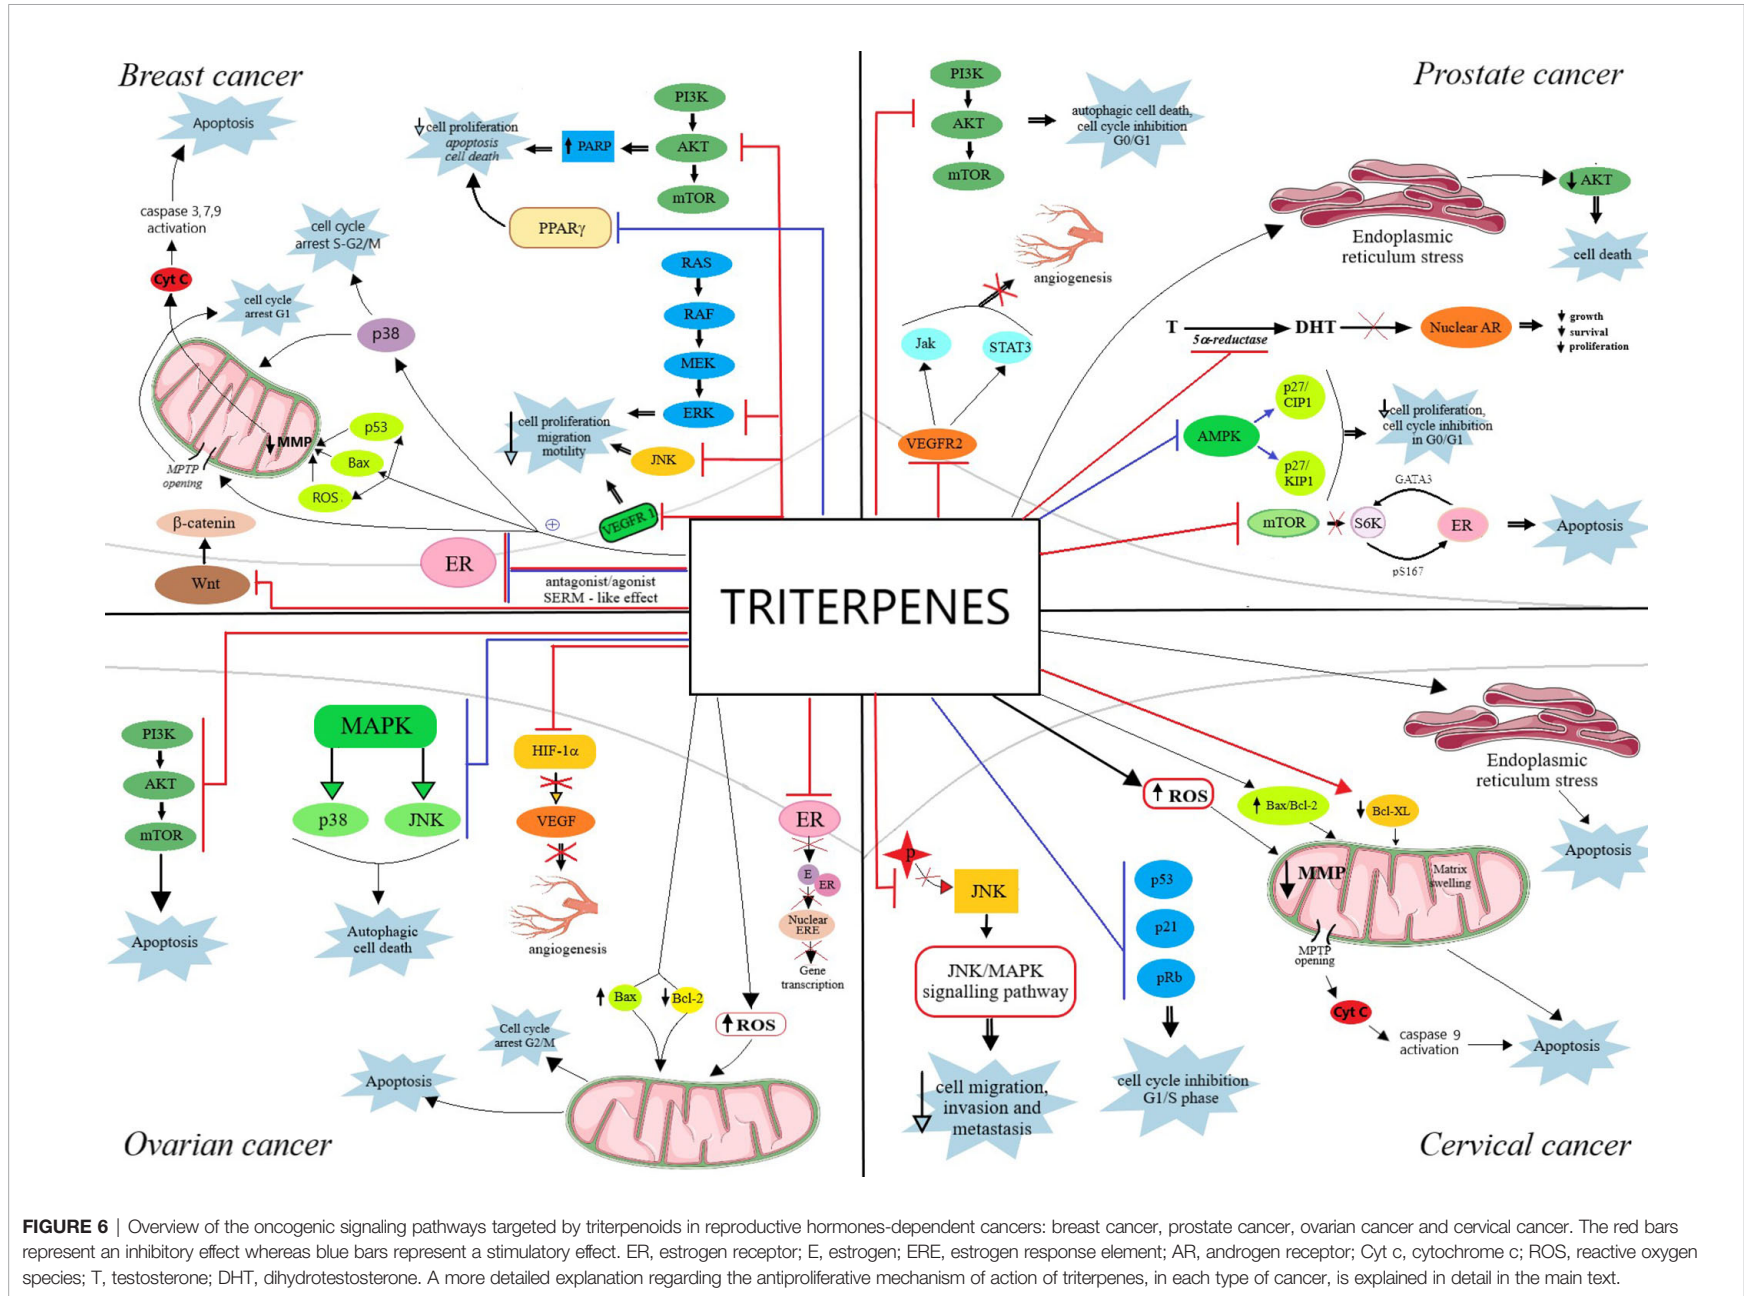 Breast cancer
Apoptosis
caspase 3,7,9
activation
Cyt C
cell cycle
arrest S-G2/M
cell cycle
arrest G1
p38
MMP
MPTP
opening
p53
Bax
ROS
β-catenin
Wnt
ER
antagonist/agonist
SERM - like effect
cell proliferation
apoptosis
cell death
PARP
PI3K
AKT
mTOR
PPARγ
RAS
RAF
MEK
ERK
cell proliferation
migration
motility
JNK
VEGFR 1
TRITERPENES
Prostate cancer
PI3K
AKT
mTOR
autophagic cell death,
cell cycle inhibition
G0/G1
angiogenesis
Jak
STAT3
VEGFR2
Endoplasmic
reticulum stress
AKT
cell death
T
5α-reductase
DHT
Nuclear AR
growth
survival
proliferation
AMPK
p27/
CIP1
p27/
KIP1
cell proliferation,
cell cycle inhibition
in G0/G1
mTOR
S6K
GATA3
ER
pS167
Apoptosis
Ovarian cancer
PI3K
AKT
mTOR
Apoptosis
MAPK
p38
JNK
Autophagic
cell death
HIF-1α
VEGF
angiogenesis
ER
E
ER
Nuclear
ERE
Gene
transcription
Bax
Bcl-2
ROS
Cell cycle
arrest G2/M
Apoptosis
Cervical cancer
p
JNK
JNK/MAPK
signalling pathway
cell migration,
invasion and
metastasis
p53
p21
pRb
cell cycle inhibition
G1/S phase
ROS
Bax/Bcl-2
Bcl-XL
Endoplasmic
reticulum stress
Apoptosis
MMP
Matrix
swelling
MPTP
opening
Cyt C
caspase 9
activation
Apoptosis
FIGURE 6 | Overview of the oncogenic signaling pathways targeted by triterpenoids in reproductive hormones-dependent cancers: breast cancer, prostate cancer, ovarian cancer and cervical cancer. The red bars
represent an inhibitory effect whereas blue bars represent a stimulatory effect. ER, estrogen receptor; E, estrogen; ERE, estrogen response element; AR, androgen receptor; Cyt c, cytochrome c; ROS, reactive oxygen
species; T, testosterone; DHT, dihydrotestosterone. A more detailed explanation regarding the antiproliferative mechanism of action of triterpenes, in each type of cancer, is explained in detail in the main text.